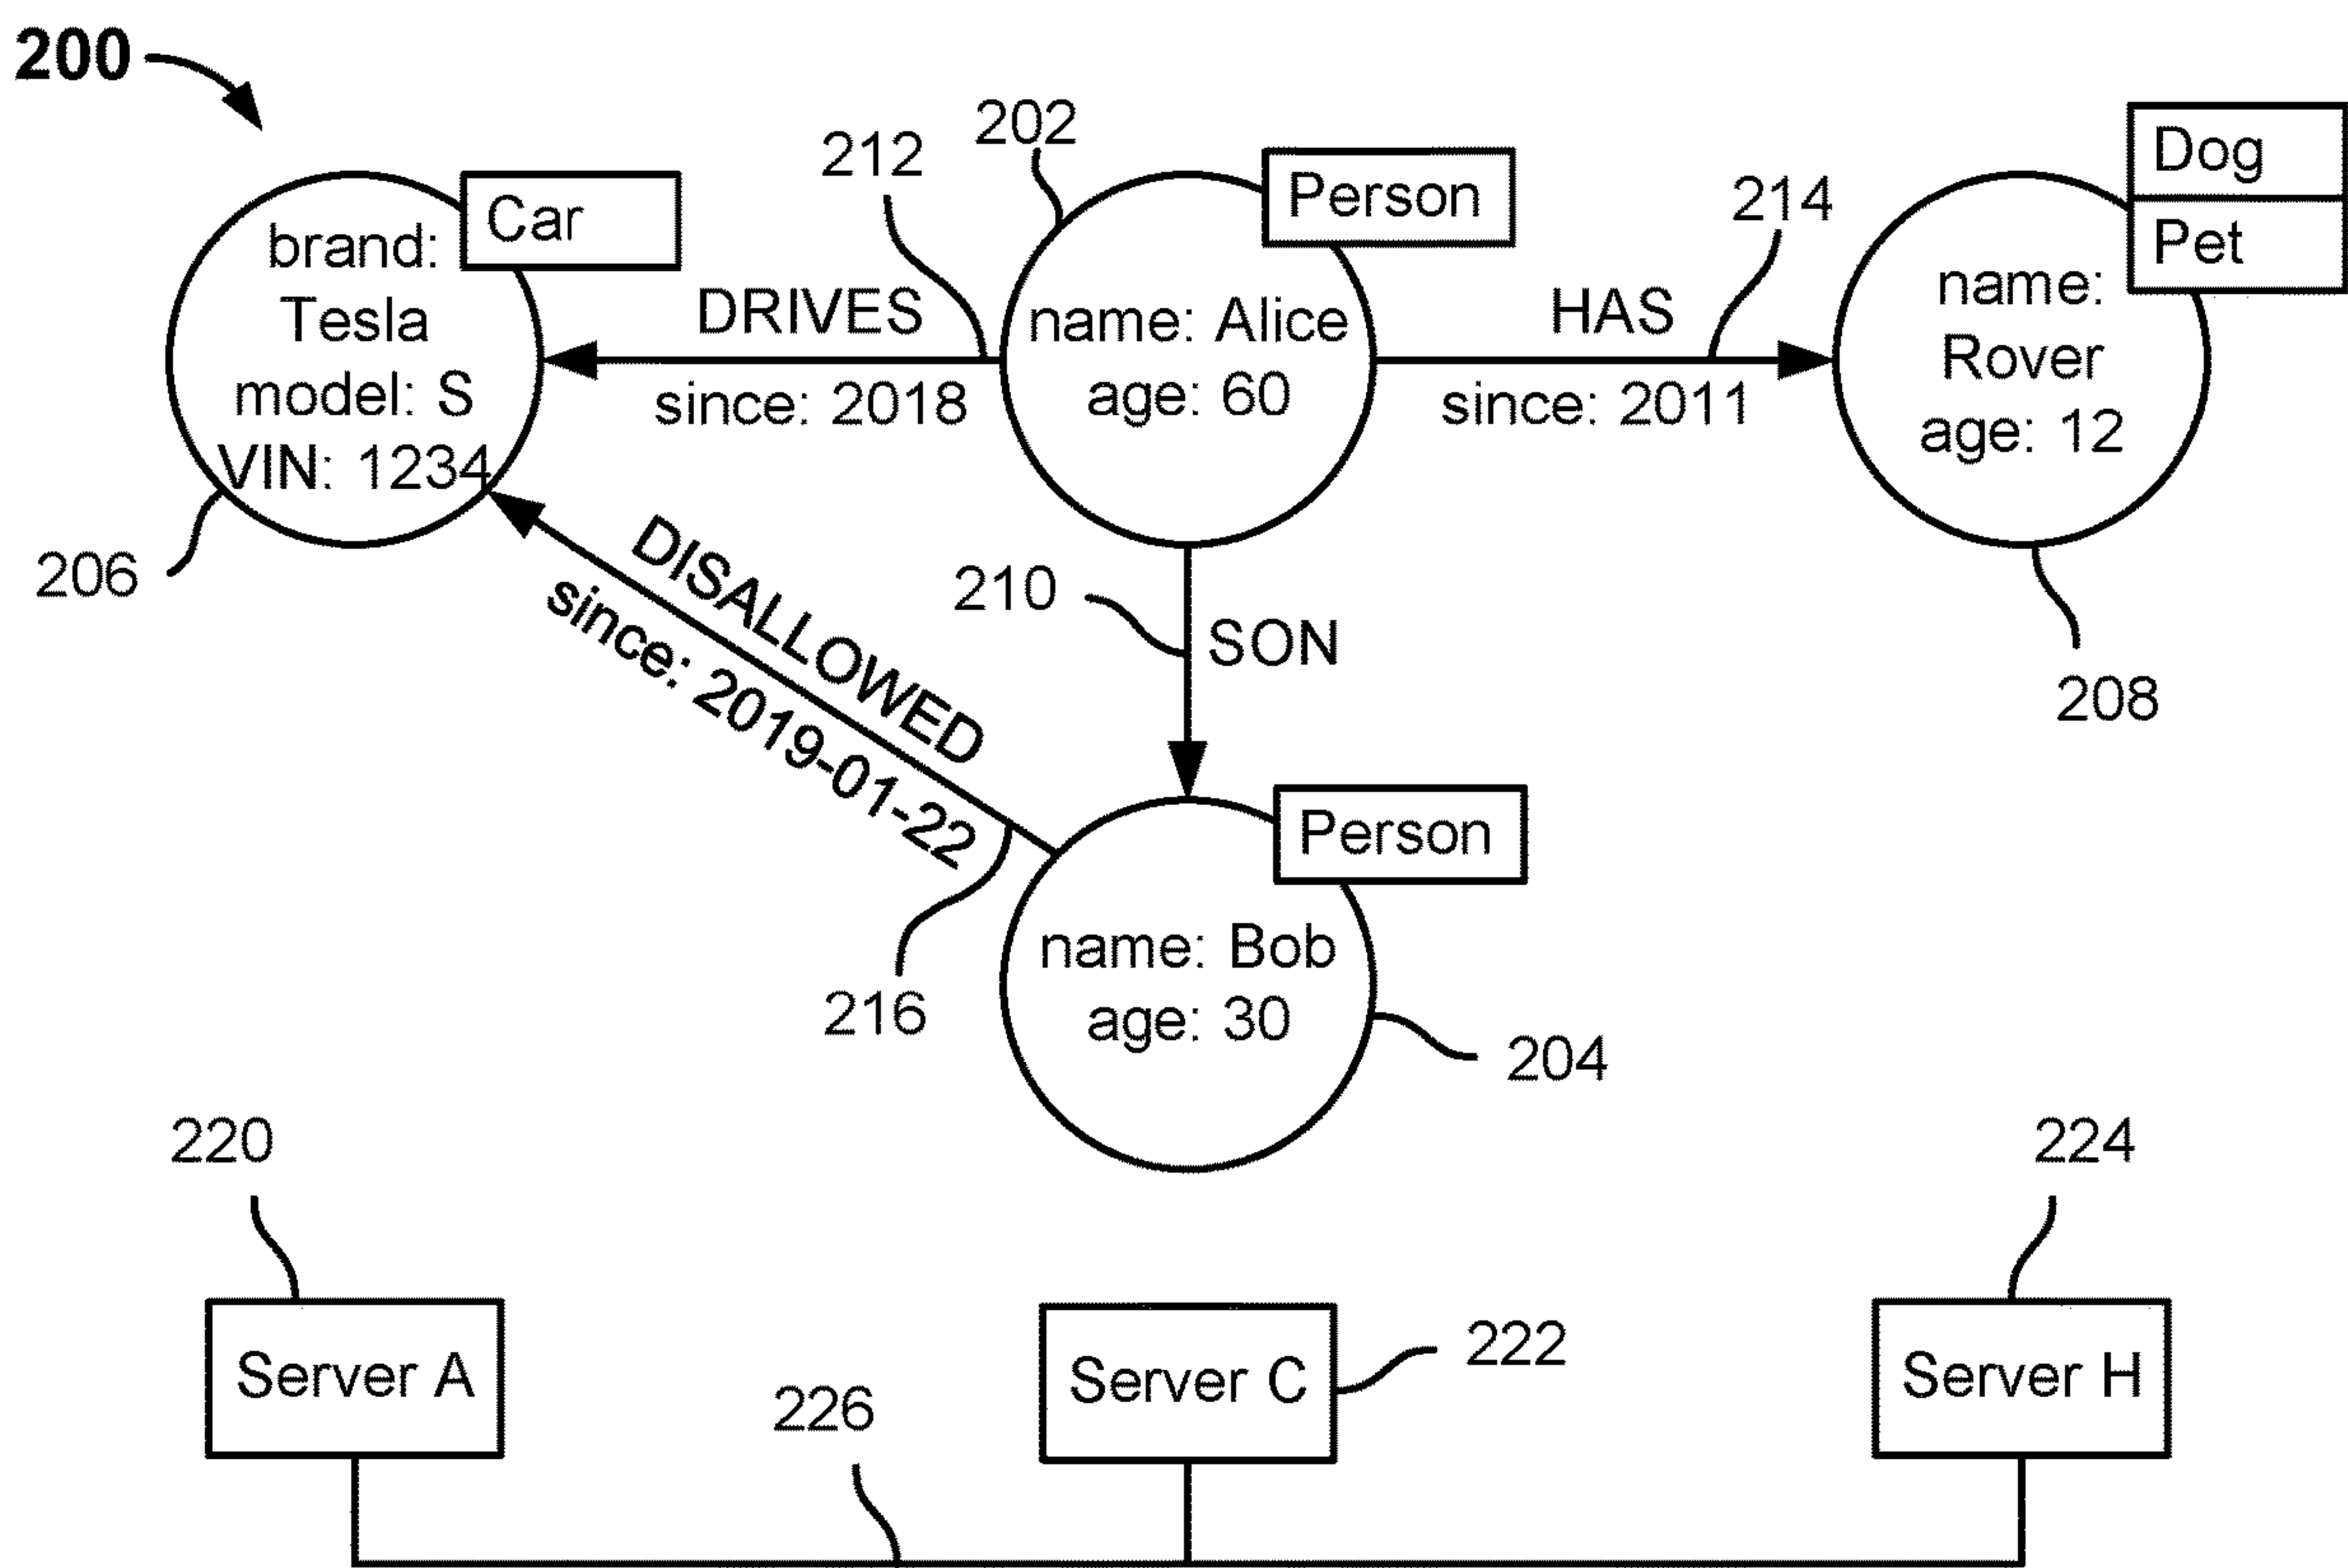 200
202
212
Person
214
Dog
Pet
Car
brand:
Tesla
model: S
VIN: 1234
DRIVES
since: 2018
name: Alice
age: 60
HAS
since: 2011
name:
Rover
age: 12
206
DISALLOWED
since: 2019-01-22
210
SON
208
Person
216
name: Bob
age: 30
204
220
224
Server A
226
Server C
222
Server H